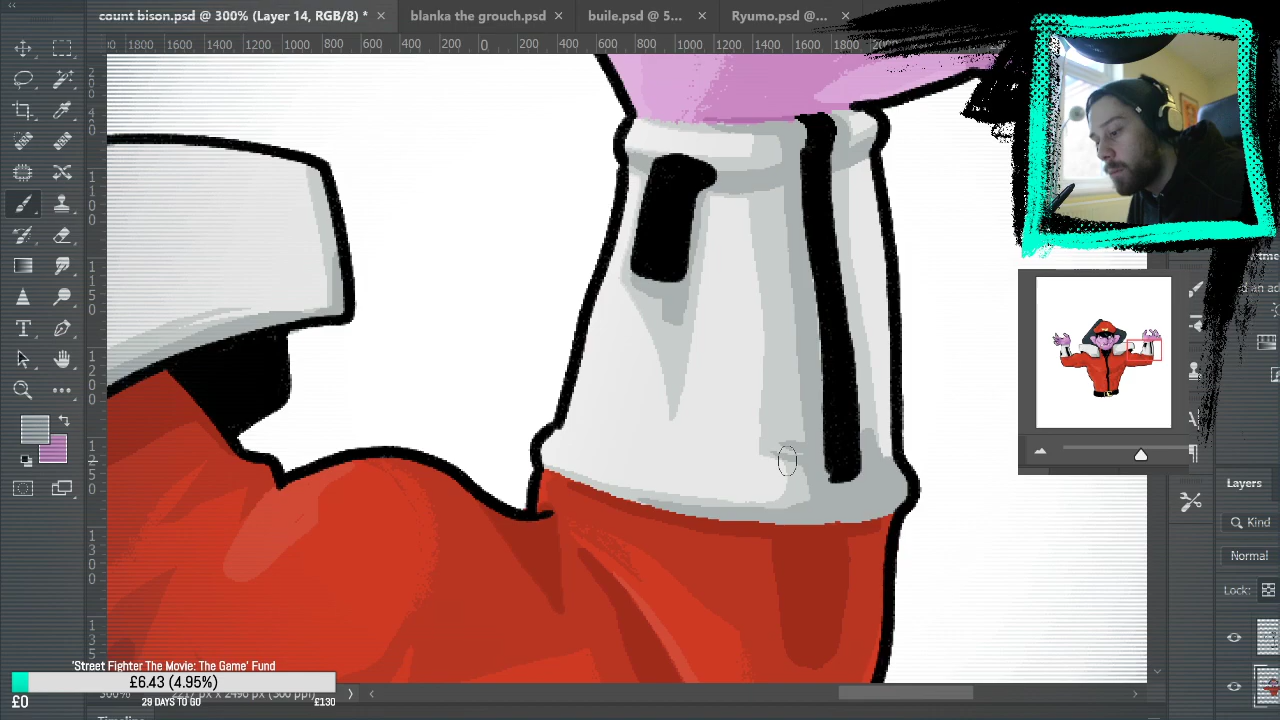 count bison.psd @ 300% (Layer 14, RGB/8) *
blanka the grouch.psd
buile.psd @ 5...
Ryumo.psd @...
1800 1600 1400 1200 1000 800 600 400 200 0 200 400 600 800 1000 1200 1400 1600 1800
Layers
Kind
Normal
Lock:
'Street Fighter The Movie: The Game' Fund
£6.43 (4.95%)
£0
29 DAYS TO GO
£130